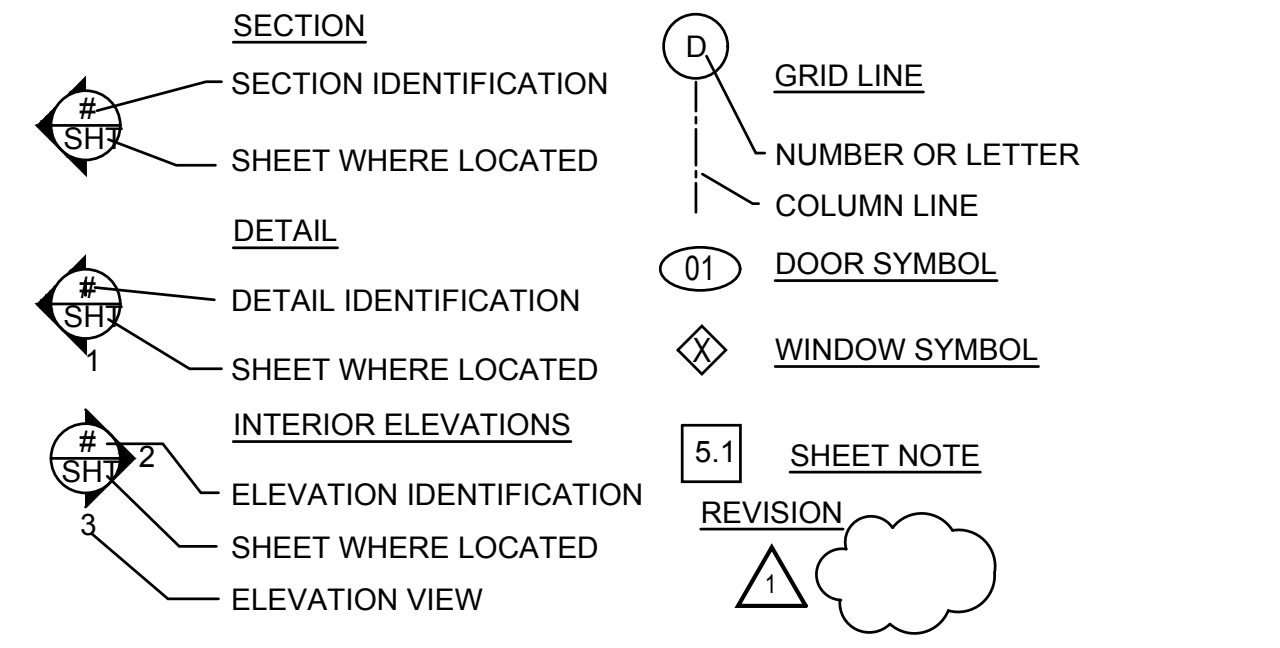 SECTION
#
SHT
SECTION IDENTIFICATION
SHEET WHERE LOCATED
DETAIL
#
SHT
1
DETAIL IDENTIFICATION
SHEET WHERE LOCATED
INTERIOR ELEVATIONS
#
SHT
2
3
ELEVATION IDENTIFICATION
SHEET WHERE LOCATED
ELEVATION VIEW
D
GRID LINE
NUMBER OR LETTER
COLUMN LINE
01
DOOR SYMBOL
X
WINDOW SYMBOL
5.1
SHEET NOTE
REVISION
1